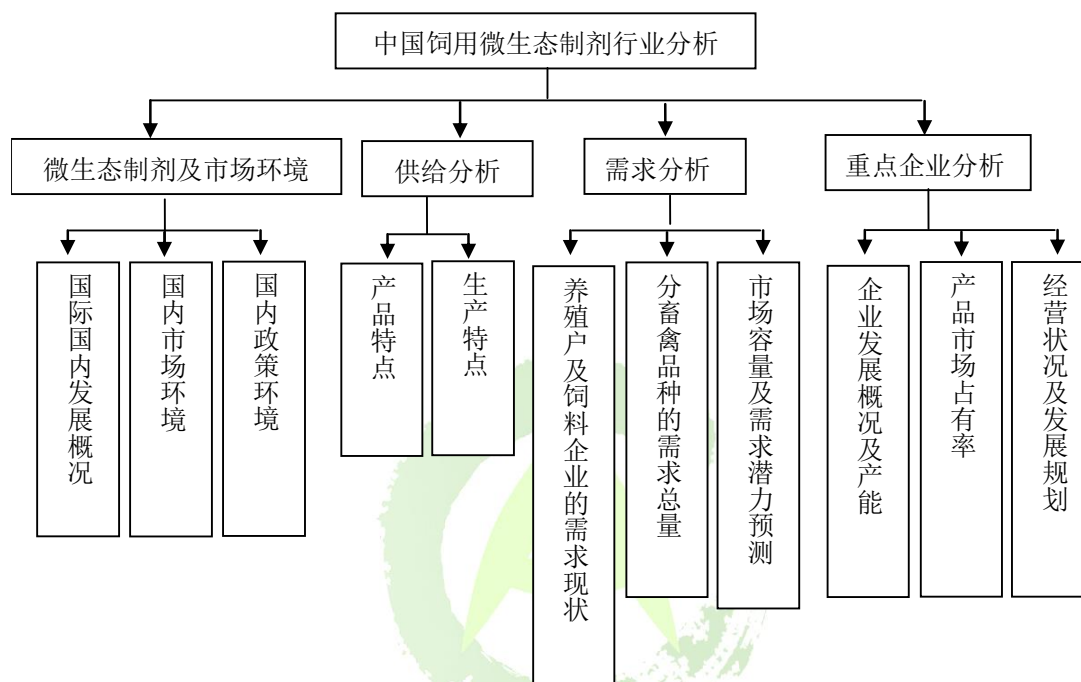 中国饲用微生态制剂行业分析
微生态制剂及市场环境
供给分析
需求分析
重点企业分析
国际国内发展概况
国内市场环境
国内政策环境
产品特点
生产特点
养殖户及饲料企业的需求现状
分畜禽品种的需求总量
市场容量及需求潜力预测
企业发展概况及产能
产品市场占有率
经营状况及发展规划